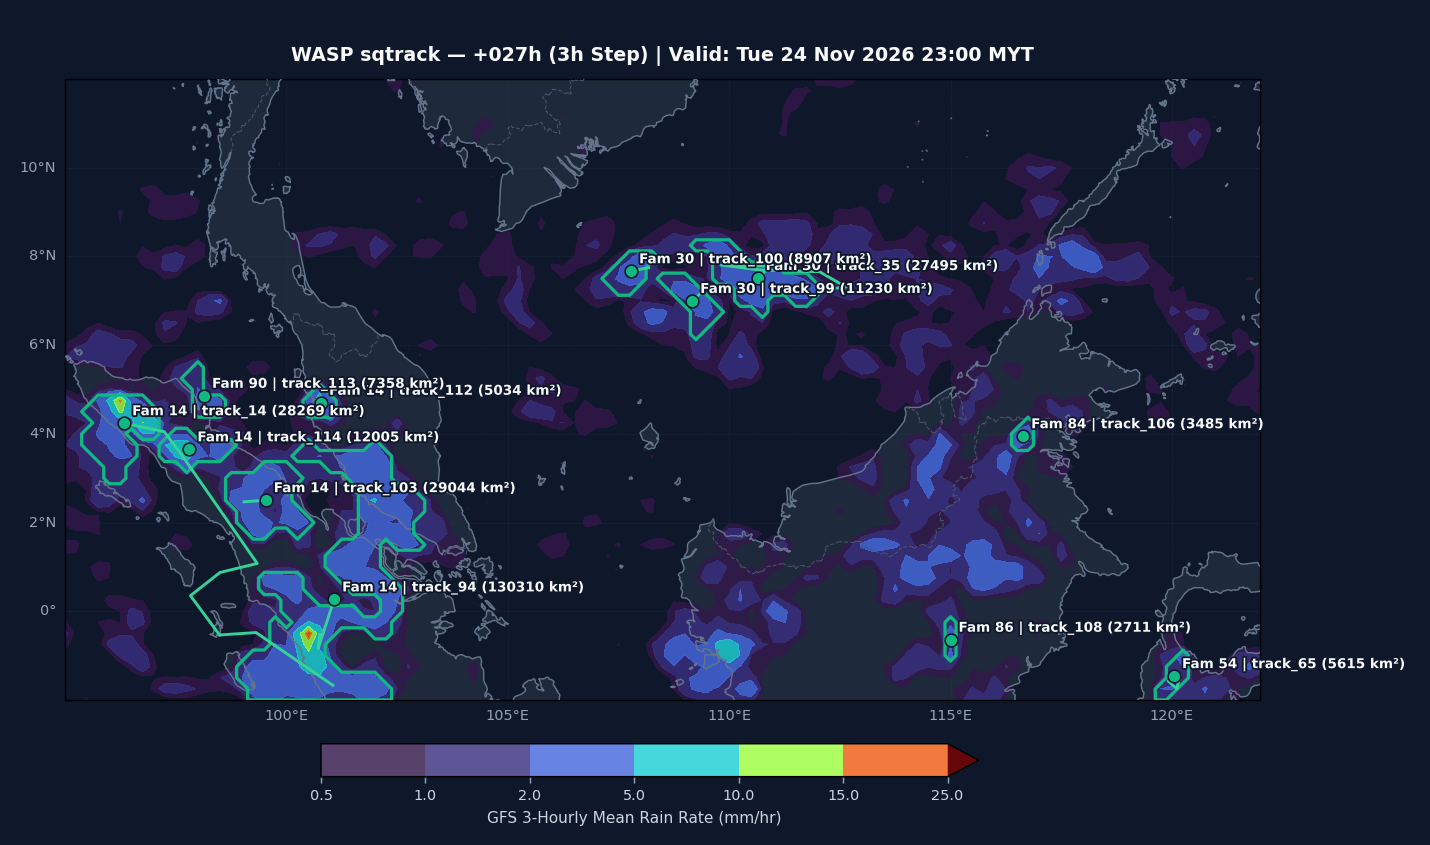 WASP sqtrack — +027h (3h Step) | Valid: Tue 24 Nov 2026 23:00 MYT
10°N
8°N
6°N
4°N
2°N
0°
Fam 30 | track_100 (8907 km²)
Fam 30 | track_35 (27495 km²)
Fam 30 | track_99 (11230 km²)
Fam 90 | track_113 (7358 km²)
Fam 14 | track_112 (5034 km²)
Fam 14 | track_14 (28269 km²)
Fam 84 | track_106 (3485 km²)
Fam 14 | track_114 (12005 km²)
Fam 14 | track_103 (29044 km²)
Fam 14 | track_94 (130310 km²)
Fam 86 | track_108 (2711 km²)
Fam 54 | track_65 (5615 km²)
100°E 105°E 110°E 115°E 120°E
0.5 1.0 2.0 5.0 10.0 15.0 25.0
GFS 3-Hourly Mean Rain Rate (mm/hr)